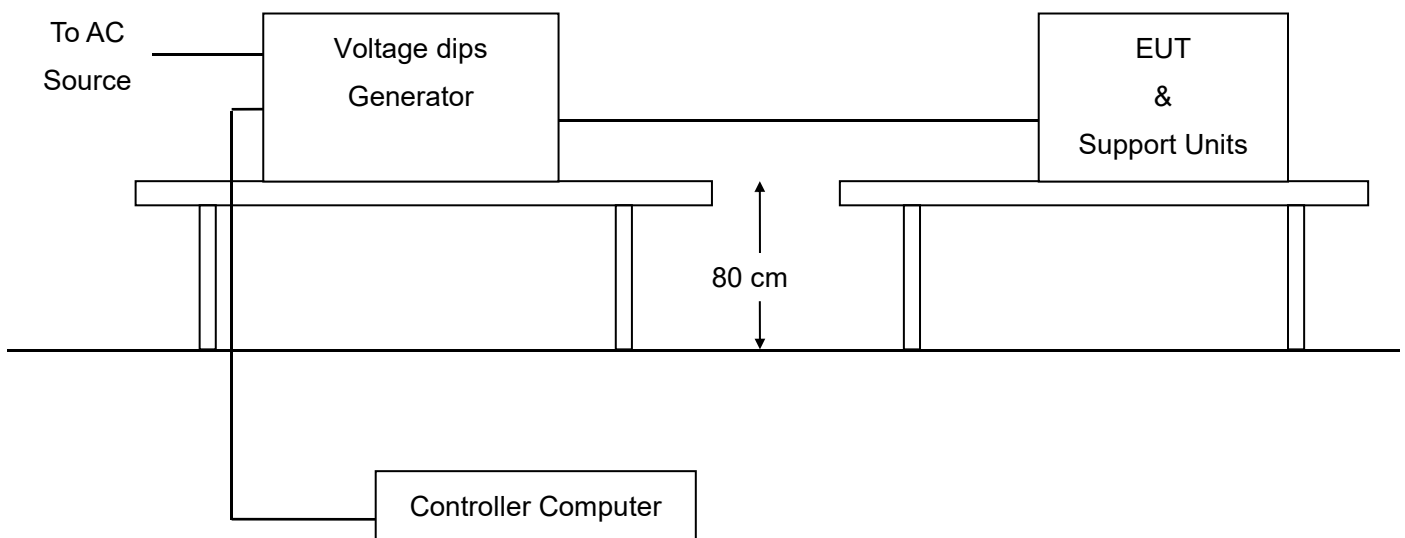 To AC
Source
Voltage dips
Generator
EUT
&
Support Units
80 cm
Controller Computer